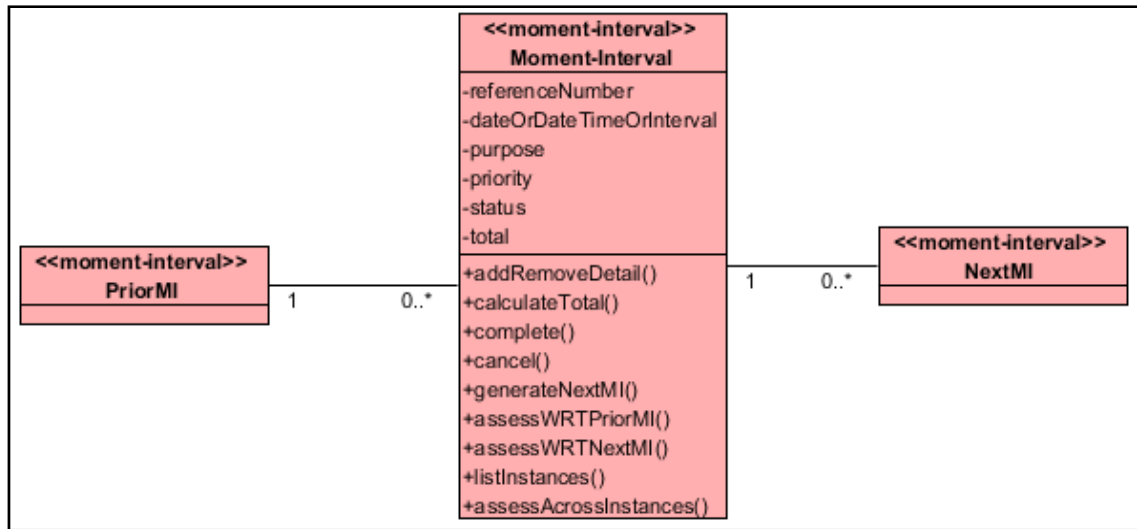 <<moment-interval>>
Moment-Interval
-referenceNumber
-dateOrDateTimeOrInterval
-purpose
-priority
-status
-total
+addRemoveDetail()
+calculateTotal()
+complete()
+cancel()
+generateNextMI()
+assessWRTPriorMI()
+assessWRTNextMI()
+listInstances()
+assessAcrossInstances()
<<moment-interval>>
PriorMI
1
0..*
1
0..*
<<moment-interval>>
NextMI